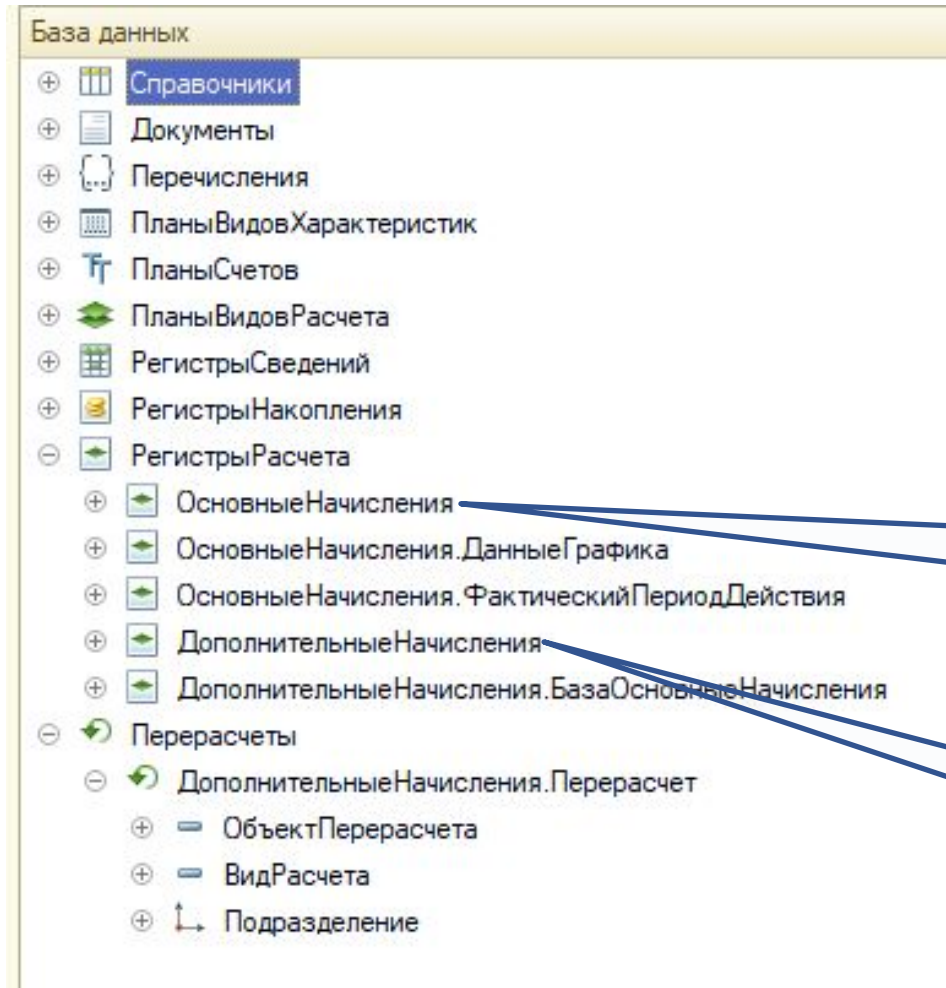 База данных
Справочники
Документы
Перечисления
ПланыВидовХарактеристик
ПланыСчетов
ПланыВидовРасчета
РегистрыСведений
РегистрыНакопления
РегистрыРасчета
ОсновныеНачисления
ОсновныеНачисления.ДанныеГрафика
ОсновныеНачисления.ФактическийПериодДействия
ДополнительныеНачисления
ДополнительныеНачисления.БазаОсновныеНачисления
Перерасчеты
ДополнительныеНачисления.Перерасчет
ОбъектПерерасчета
ВидРасчета
Подразделение